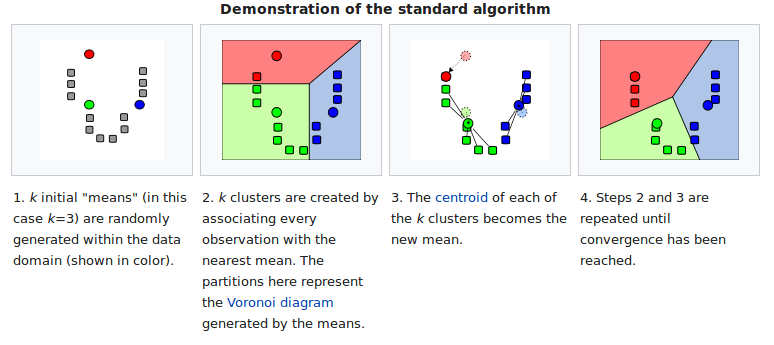 Demonstration of the standard algorithm
1. k initial "means" (in this
case k=3) are randomly
generated within the data
domain (shown in color).
2. k clusters are created by
associating every
observation with the
nearest mean. The
partitions here represent
the Voronoi diagram
generated by the means.
3. The centroid of each of
the k clusters becomes the
new mean.
4. Steps 2 and 3 are
repeated until
convergence has been
reached.